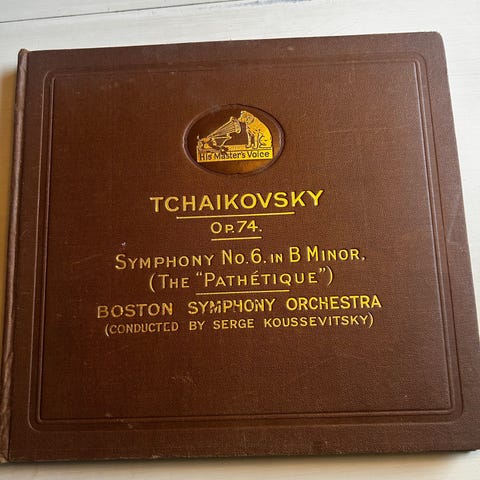 His Master's Voice
TCHAIKOVSKY
Op. 74.
SYMPHONY No. 6. IN B MINOR.
(THE "PATHÉTIQUE")
BOSTON SYMPHONY ORCHESTRA
(CONDUCTED BY SERGE KOUSSEVITSKY)